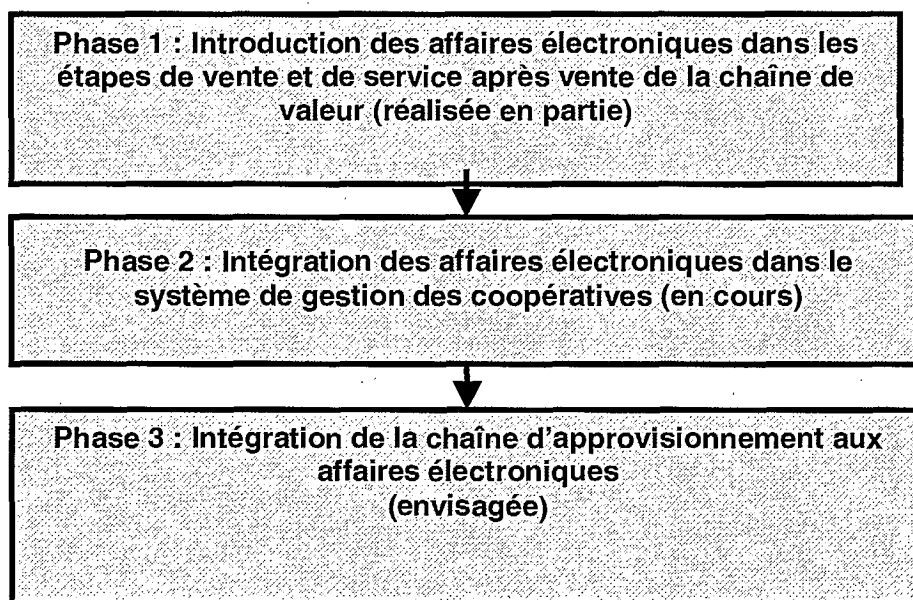 Phase 1 : Introduction des affaires électroniques dans les
étapes de vente et de service après vente de la chaîne de
valeur (réalisée en partie)
Phase 2 : Intégration des affaires électroniques dans le
système de gestion des coopératives (en cours)
Phase 3 : Intégration de la chaîne d'approvisionnement aux
affaires électroniques
(envisagée)